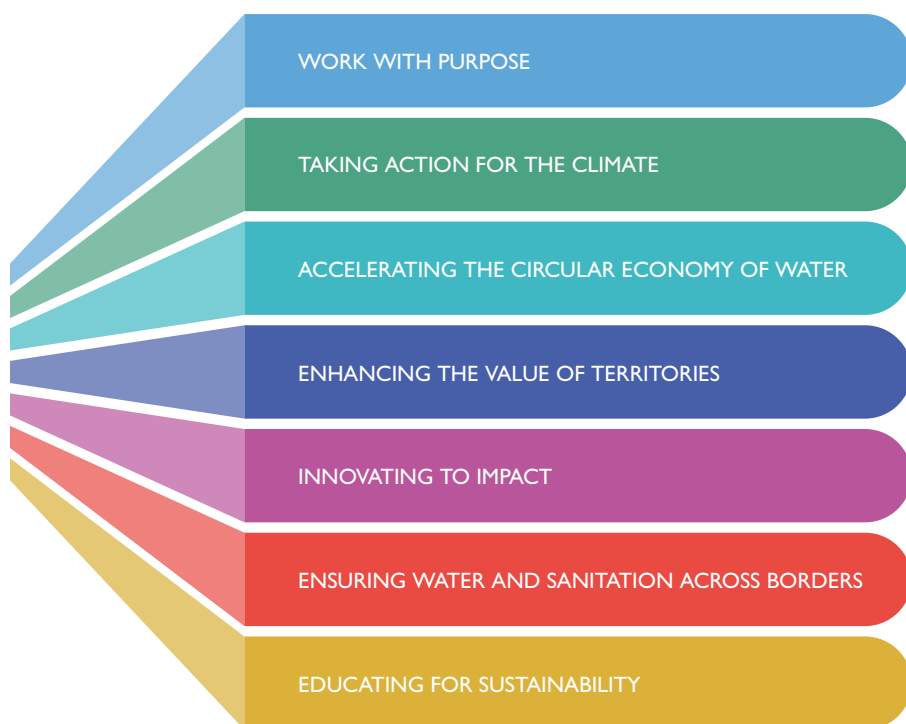 WORK WITH PURPOSE
TAKING ACTION FOR THE CLIMATE
ACCELERATING THE CIRCULAR ECONOMY OF WATER
ENHANCING THE VALUE OF TERRITORIES
INNOVATING TO IMPACT
ENSURING WATER AND SANITATION ACROSS BORDERS
EDUCATING FOR SUSTAINABILITY